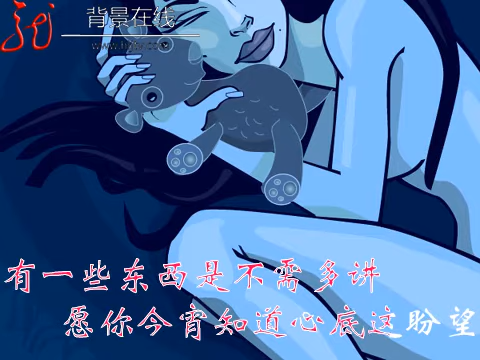 背景在线
有一些东西是不需多讲
愿你今宵知道心底这盼望